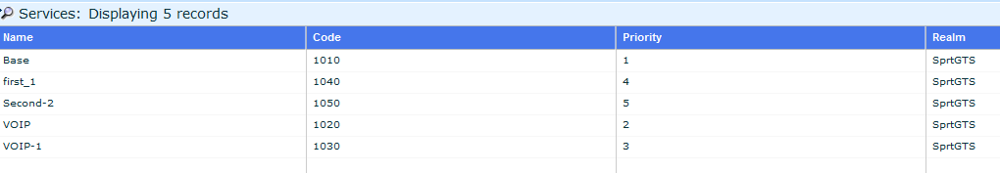 Services: Displaying 5 records
Name Code Priority Realm
Base 1010 1 SprtGTS
first_1 1040 4 SprtGTS
Second-2 1050 5 SprtGTS
VOIP 1020 2 SprtGTS
VOIP-1 1030 3 SprtGTS